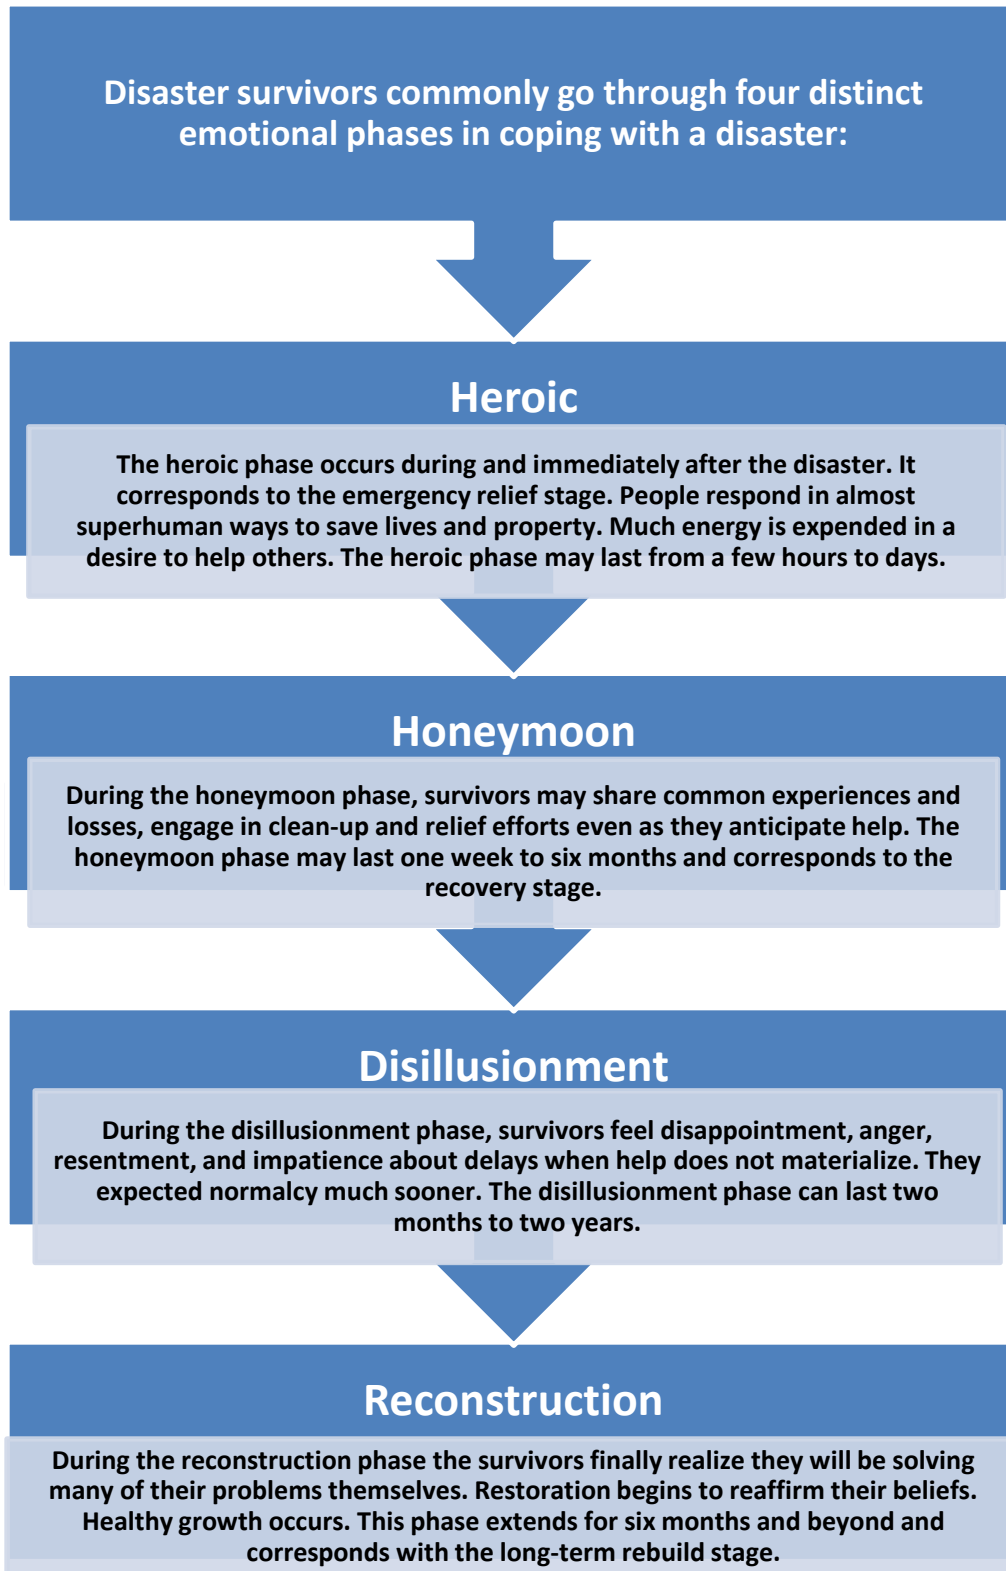 Disaster survivors commonly go through four distinct
emotional phases in coping with a disaster:
Heroic
The heroic phase occurs during and immediately after the disaster. It
corresponds to the emergency relief stage. People respond in almost
superhuman ways to save lives and property. Much energy is expended in a
desire to help others. The heroic phase may last from a few hours to days.
Honeymoon
During the honeymoon phase, survivors may share common experiences and
losses, engage in clean-up and relief efforts even as they anticipate help. The
honeymoon phase may last one week to six months and corresponds to the
recovery stage.
Disillusionment
During the disillusionment phase, survivors feel disappointment, anger,
resentment, and impatience about delays when help does not materialize. They
expected normalcy much sooner. The disillusionment phase can last two
months to two years.
Reconstruction
During the reconstruction phase the survivors finally realize they will be solving
many of their problems themselves. Restoration begins to reaffirm their beliefs.
Healthy growth occurs. This phase extends for six months and beyond and
corresponds with the long-term rebuild stage.